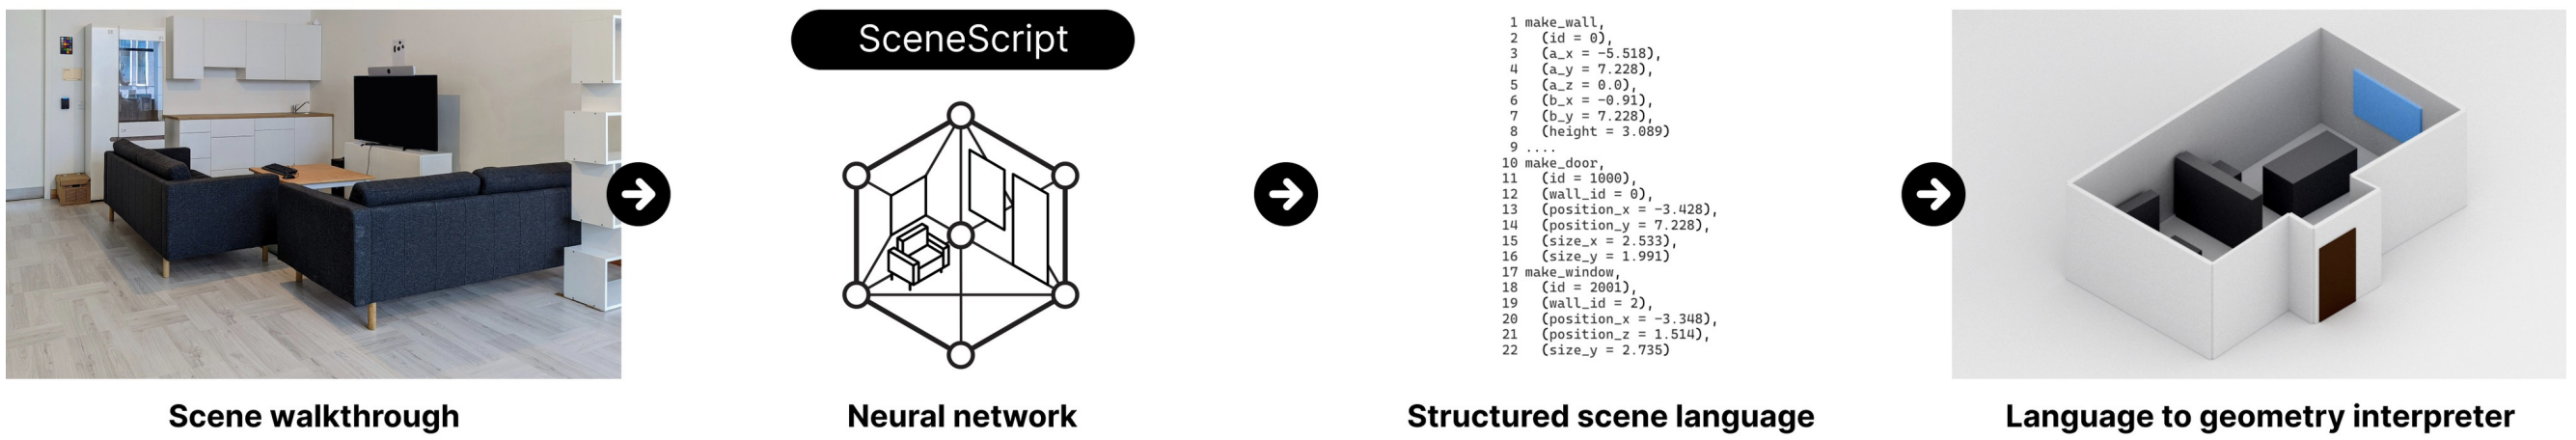 SceneScript
1 make_wall,
2 (id = 0),
3 (a_x = -5.518),
4 (a_y = 7.228),
5 (a_z = 0.0),
6 (b_x = -0.91),
7 (b_y = 7.228),
8 (height = 3.089)
9 ....
10 make_door,
11 (id = 1000),
12 (wall_id = 0),
13 (position_x = -3.428),
14 (position_y = 7.228),
15 (size_x = 2.533),
16 (size_y = 1.991)
17 make_window,
18 (id = 2001),
19 (wall_id = 2),
20 (position_x = -3.348),
21 (position_z = 1.514),
22 (size_y = 2.735)
Scene walkthrough
Neural network
Structured scene language
Language to geometry interpreter